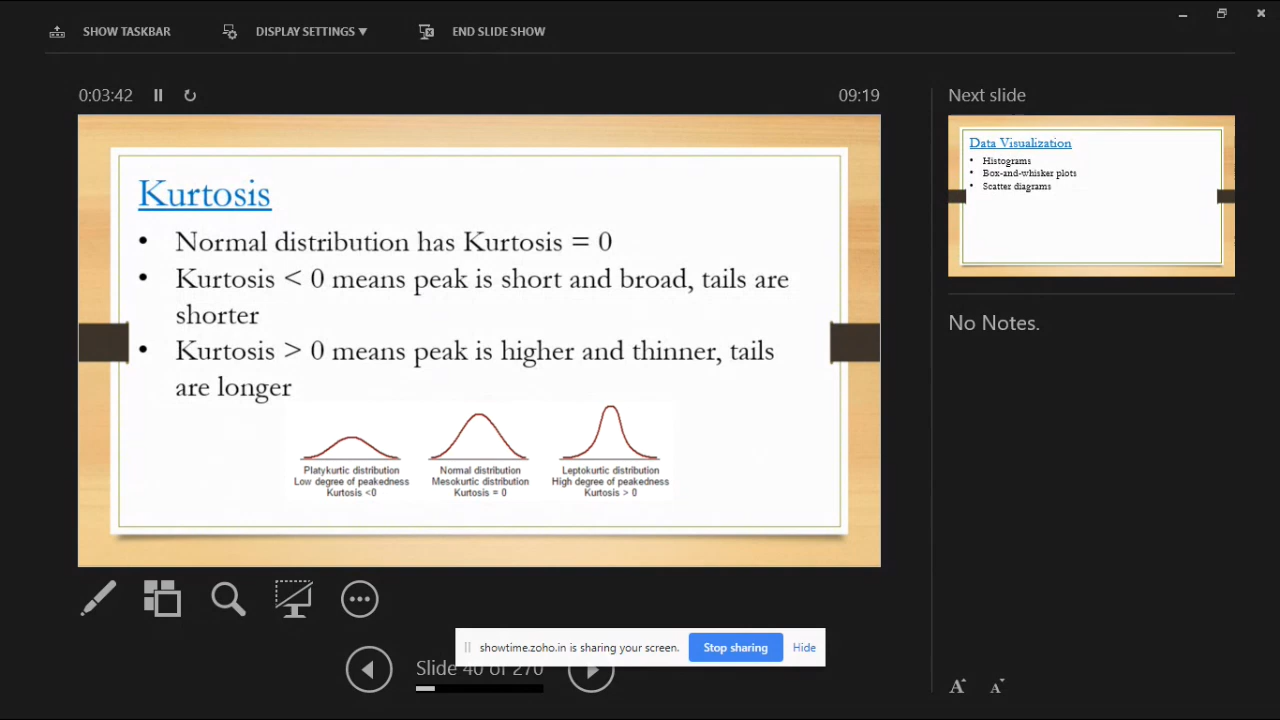 SHOW TASKBAR
DISPLAY SETTINGS ▼
END SLIDE SHOW
0:03:42
09:19
Next slide
Kurtosis
• Normal distribution has Kurtosis = 0
• Kurtosis < 0 means peak is short and broad, tails are
shorter
• Kurtosis > 0 means peak is higher and thinner, tails
are longer
Platykurtic distribution
Low degree of peakedness
Kurtosis <0
Normal distribution
Mesokurtic distribution
Kurtosis = 0
Leptokurtic distribution
High degree of peakedness
Kurtosis > 0
Data Visualization
• Histograms
• Box-and-whisker plots
• Scatter diagrams
No Notes.
showtime.zoho.in is sharing your screen.
Stop sharing
Hide
Slide 40 of 270
A
A